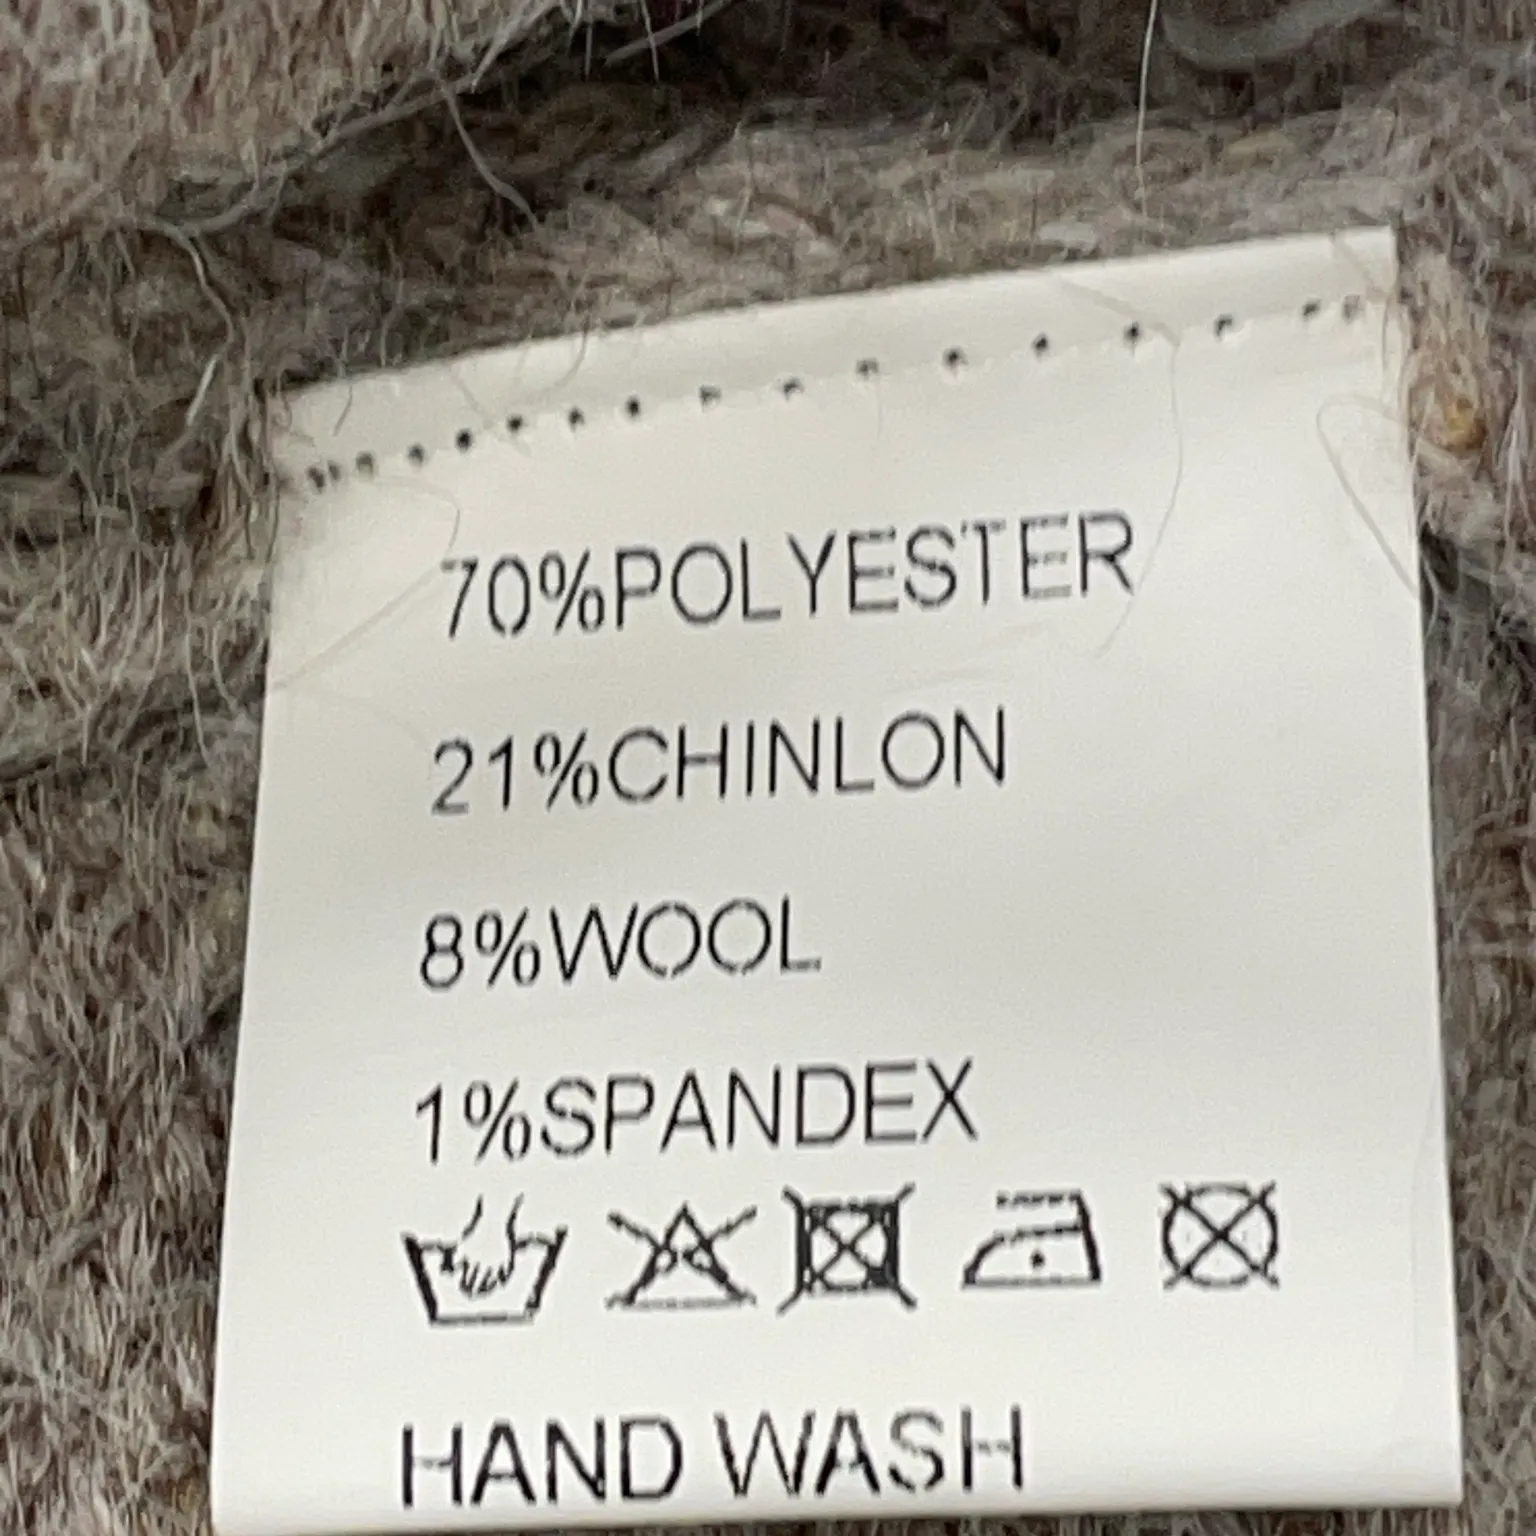 70%POLYESTER
21%CHINLON
8%WOOL
1%SPANDEX
HAND WASH